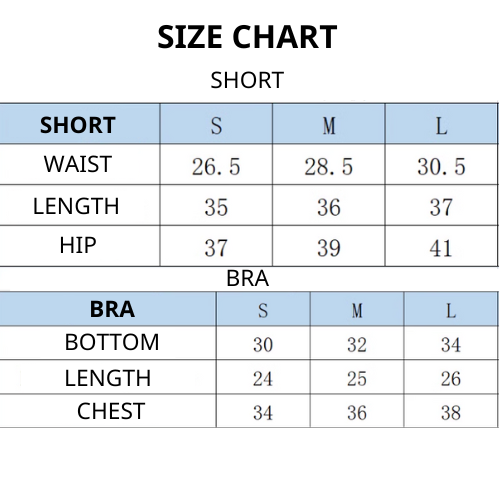 SIZE CHART
SHORT
SHORT S M L
WAIST 26.5 28.5 30.5
LENGTH 35 36 37
HIP 37 39 41
BRA
BRA S M L
BOTTOM 30 32 34
LENGTH 24 25 26
CHEST 34 36 38